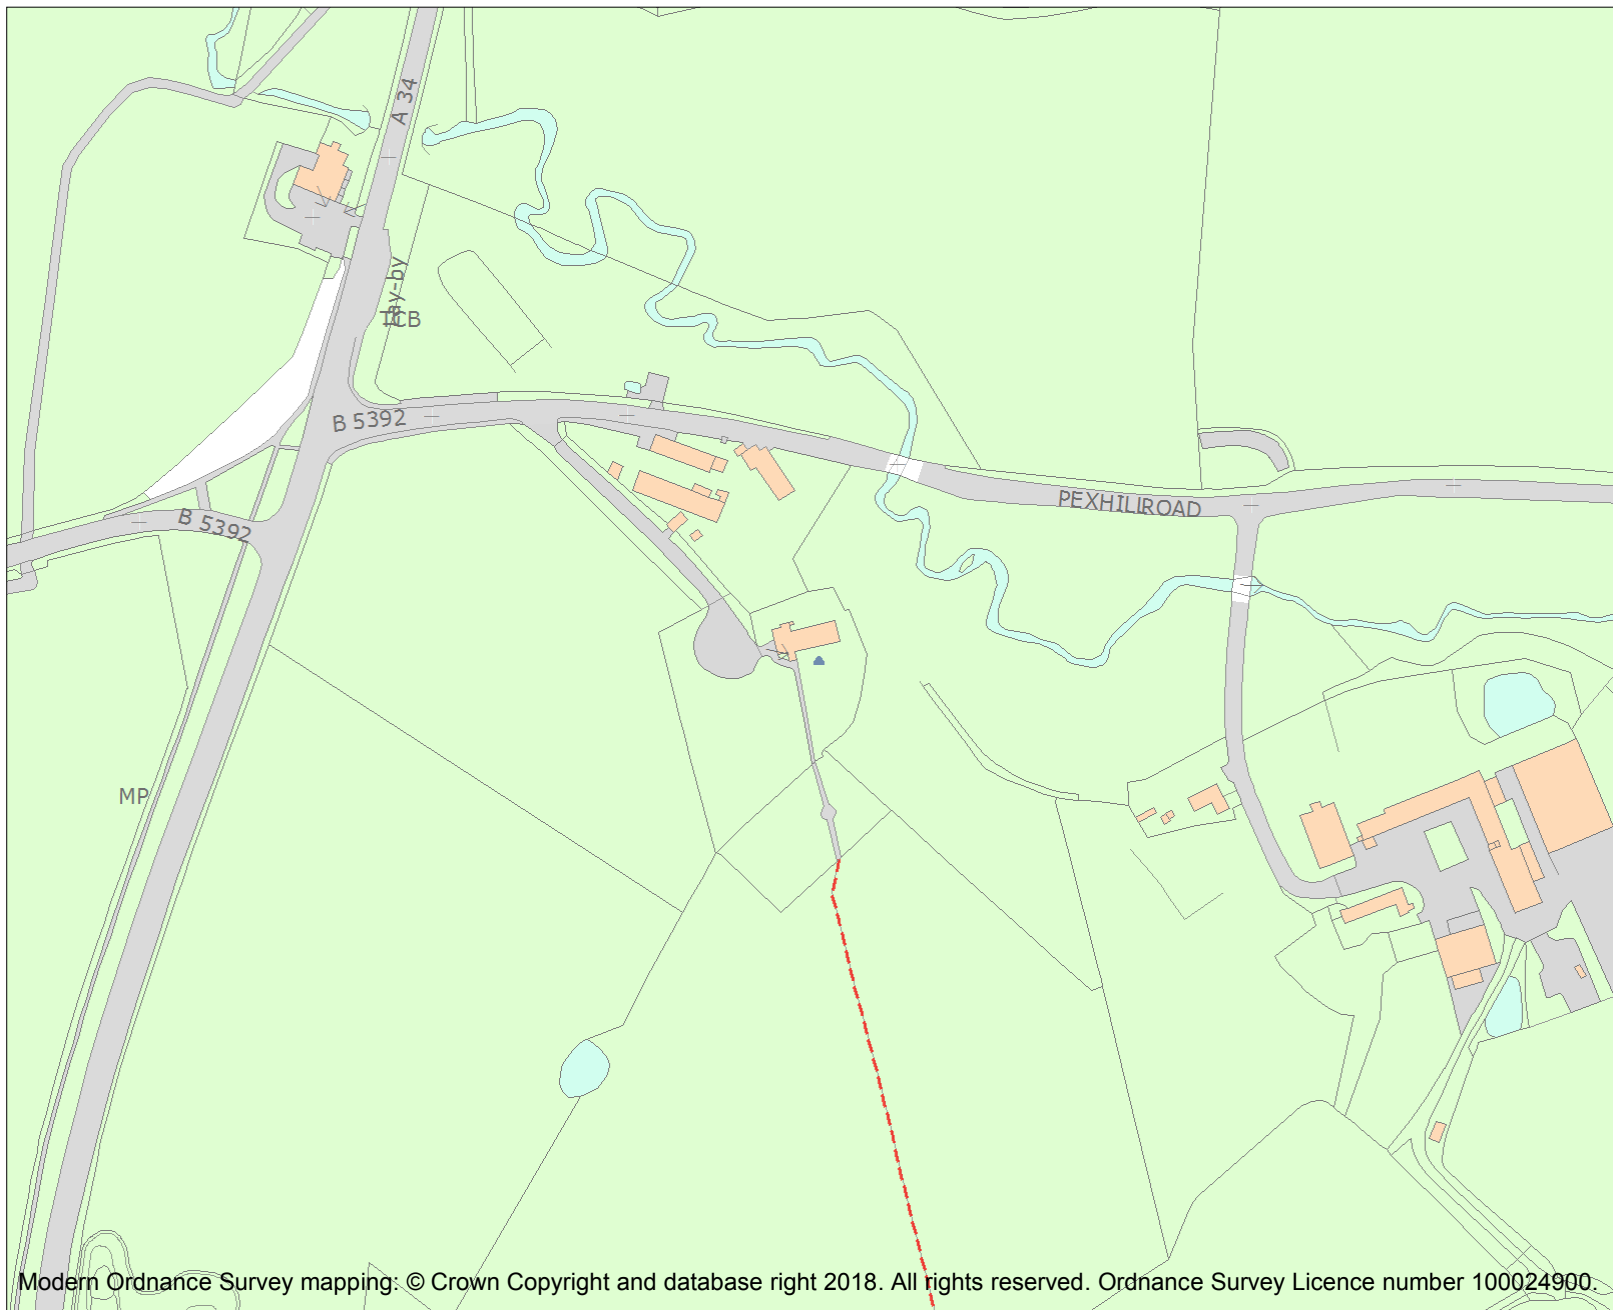 A 34
Lay-by
TCB
B 5392
PEXHILL ROAD
B 5392
MP
Modern Ordnance Survey mapping: © Crown Copyright and database right 2018. All rights reserved. Ordnance Survey Licence number 100024900.